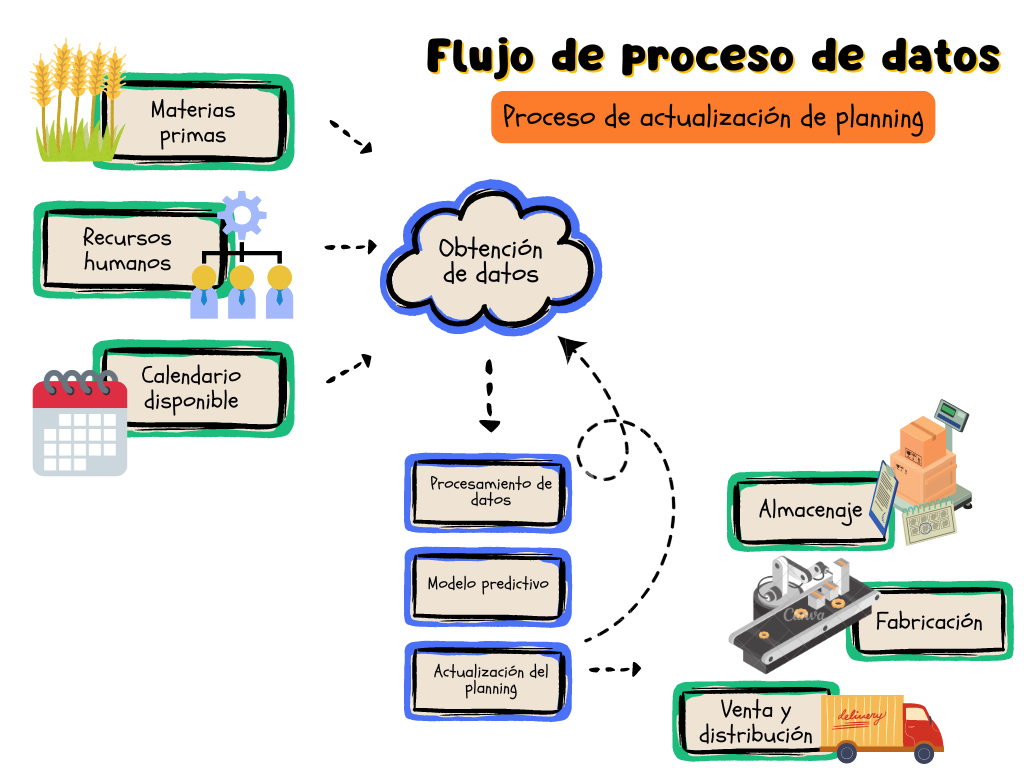 Flujo de proceso de datos
Proceso de actualización de planning
Materias
primas
Recursos
humanos
Calendario
disponible
Obtención
de datos
Procesamiento de
datos
Modelo predictivo
Actualización del
planning
Almacenaje
Canva
Fabricación
Venta y
distribución
delivery